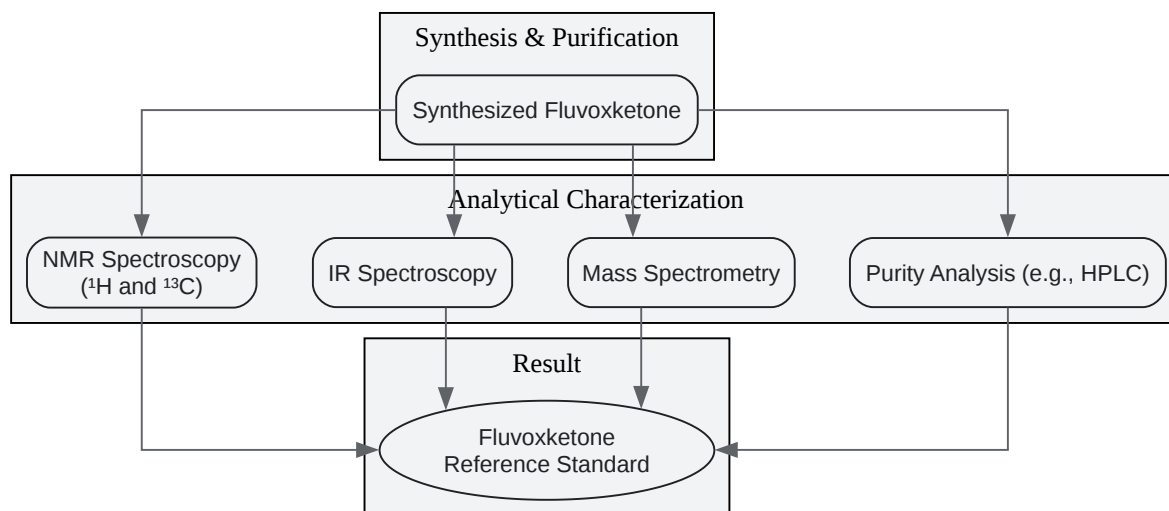 Synthesis & Purification
Synthesized Fluvoxketone
Analytical Characterization
NMR Spectroscopy
(¹H and ¹³C)
IR Spectroscopy
Mass Spectrometry
Purity Analysis (e.g., HPLC)
Result
Fluvoxketone
Reference Standard